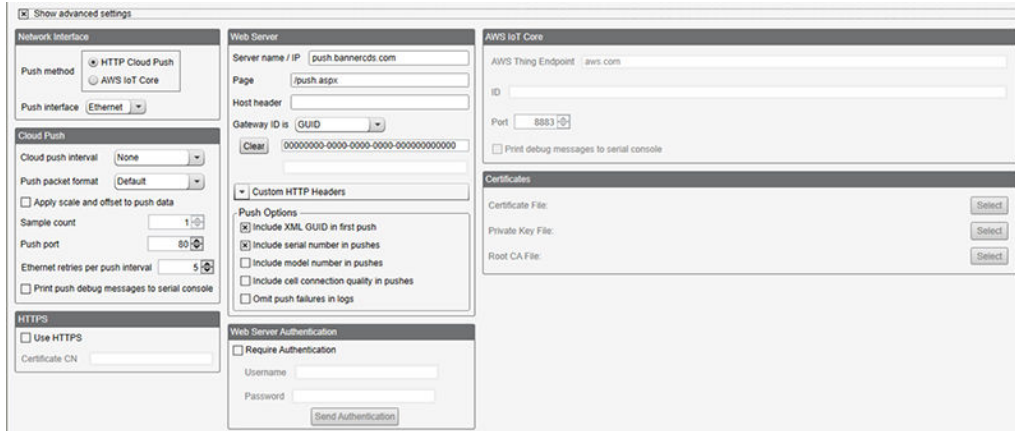 Show advanced settings
Network Interface
Push method
HTTP Cloud Push
AWS IoT Core
Push interface Ethernet
Cloud Push
Cloud push interval None
Push packet format Default
Apply scale and offset to push data
Sample count 1
Push port 80
Ethernet retries per push interval 5
Print push debug messages to serial console
HTTPS
Use HTTPS
Certificate CN
Web Server
Server name / IP push.bannercds.com
Page /push.aspx
Host header
Gateway ID is GUID
Clear 00000000-0000-0000-0000-000000000000
Custom HTTP Headers
Push Options
Include XML GUID in first push
Include serial number in pushes
Include model number in pushes
Include cell connection quality in pushes
Omit push failures in logs
Web Server Authentication
Require Authentication
Username
Password
Send Authentication
AWS IoT Core
AWS Thing Endpoint aws.com
ID
Port 8883
Print debug messages to serial console
Certificates
Certificate File: Select
Private Key File: Select
Root CA File: Select